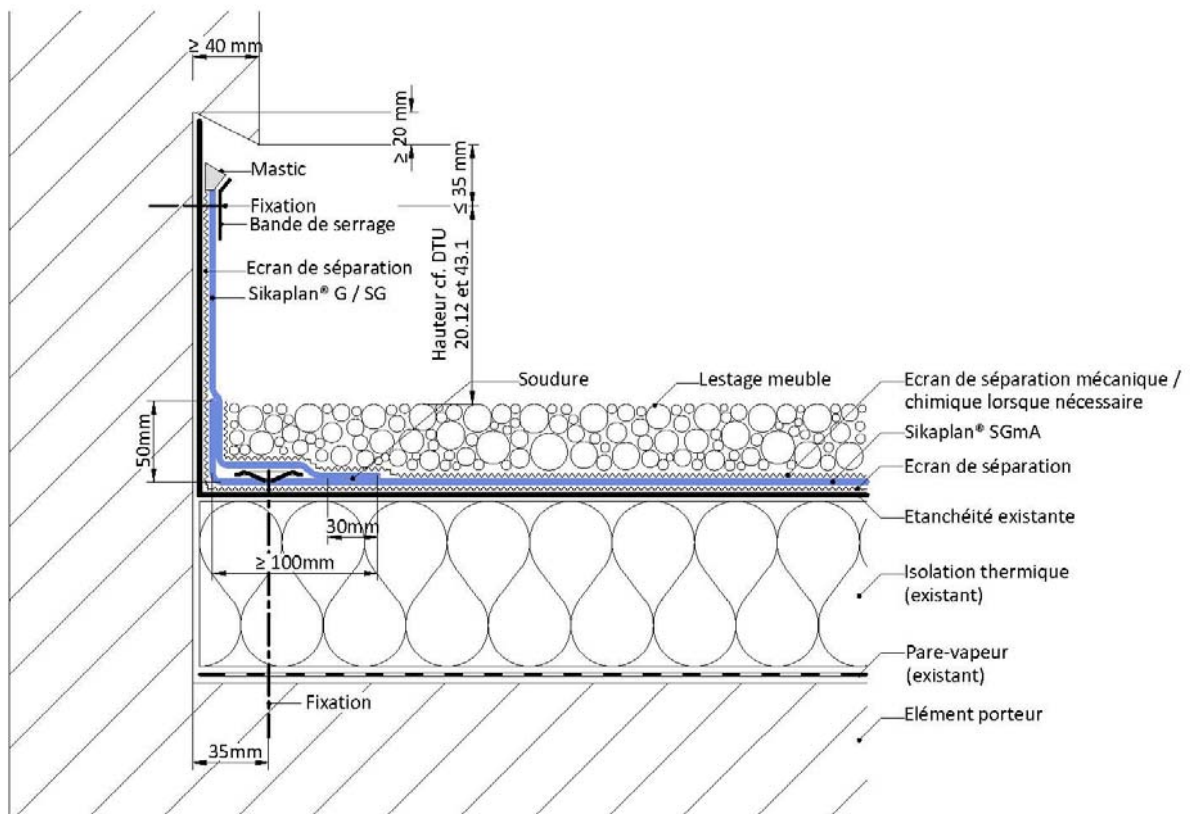 ≥ 40 mm
≥ 20 mm
≤ 35 mm
Mastic
Fixation
Bande de serrage
Ecran de séparation
Sikaplan® G / SG
Hauteur cf. DTU
20.12 et 43.1
Soudure
Lestage meuble
Ecran de séparation mécanique /
chimique lorsque nécessaire
Sikaplan® SGmA
Ecran de séparation
Etanchéité existante
50mm
30mm
≥ 100mm
Isolation thermique
(existant)
Pare-vapeur
(existant)
Fixation
Elément porteur
35mm